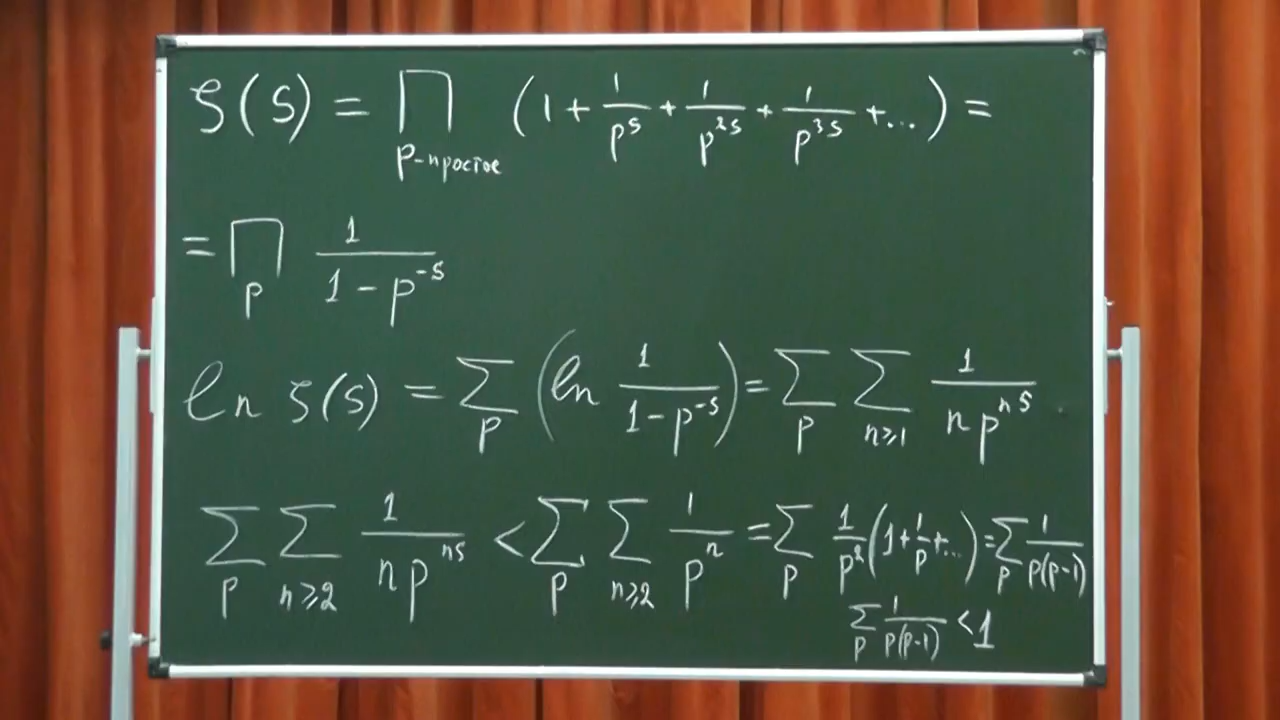 ζ(s) = ∏_{p-простое} (1 + 1/p^s + 1/p^{2s} + 1/p^{3s} + ...) =
= ∏_p 1/(1 - p^{-s})
ln ζ(s) = ∑_p (ln 1/(1 - p^{-s})) = ∑_p ∑_{n≥1} 1/(n p^{ns})
∑_p ∑_{n≥2} 1/(n p^{ns}) < ∑_p ∑_{n≥2} 1/p^n = ∑_p 1/p^2 (1 + 1/p + ...) = ∑_p 1/(p(p-1))
∑_p 1/(p(p-1)) < 1